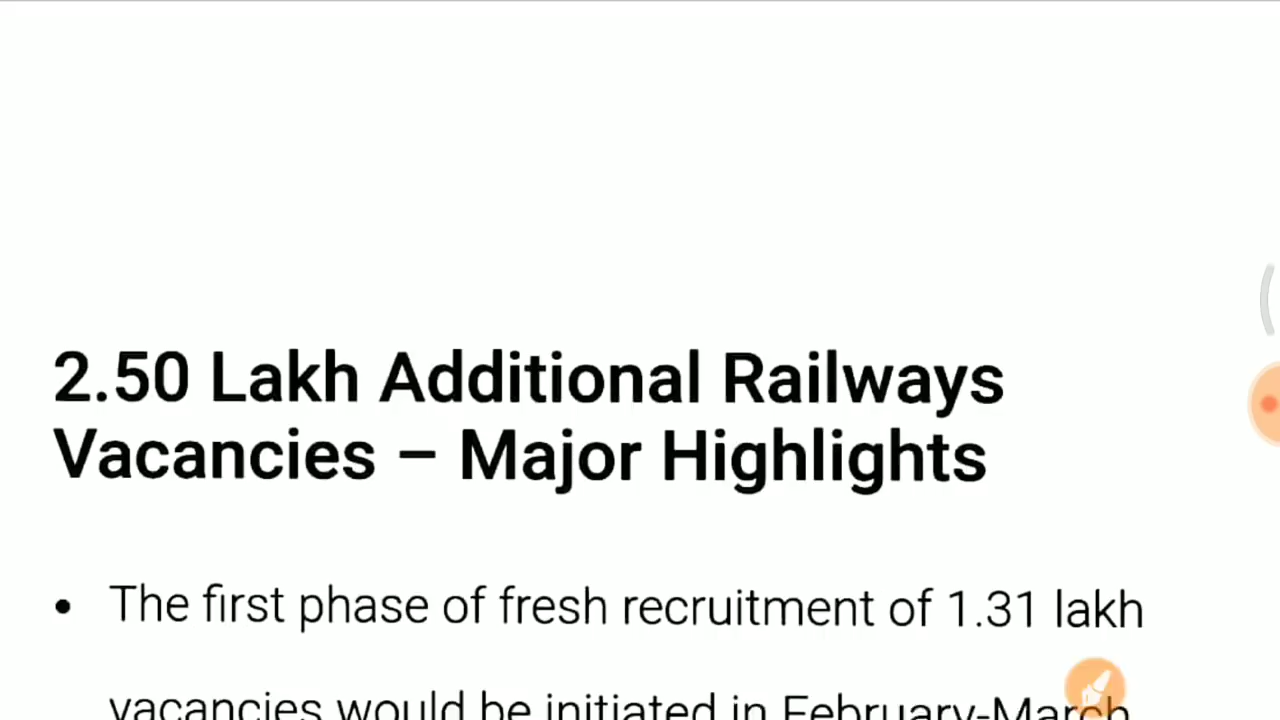 2.50 Lakh Additional Railways
Vacancies – Major Highlights
• The first phase of fresh recruitment of 1.31 lakh
vacancies would be initiated in February-March